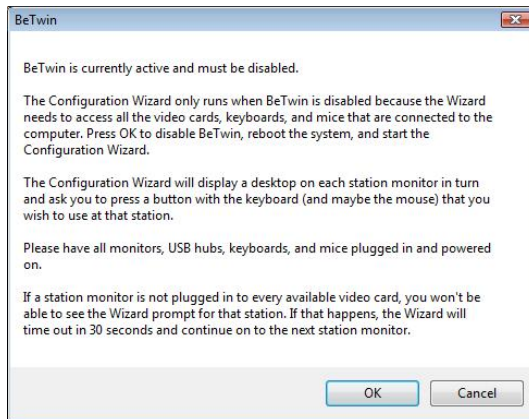 BeTwin
BeTwin is currently active and must be disabled.
The Configuration Wizard only runs when BeTwin is disabled because the Wizard
needs to access all the video cards, keyboards, and mice that are connected to the
computer. Press OK to disable BeTwin, reboot the system, and start the
Configuration Wizard.
The Configuration Wizard will display a desktop on each station monitor in turn
and ask you to press a button with the keyboard (and maybe the mouse) that you
wish to use at that station.
Please have all monitors, USB hubs, keyboards, and mice plugged in and powered
on.
If a station monitor is not plugged in to every available video card, you won't be
able to see the Wizard prompt for that station. If that happens, the Wizard will
time out in 30 seconds and continue on to the next station monitor.
OK Cancel